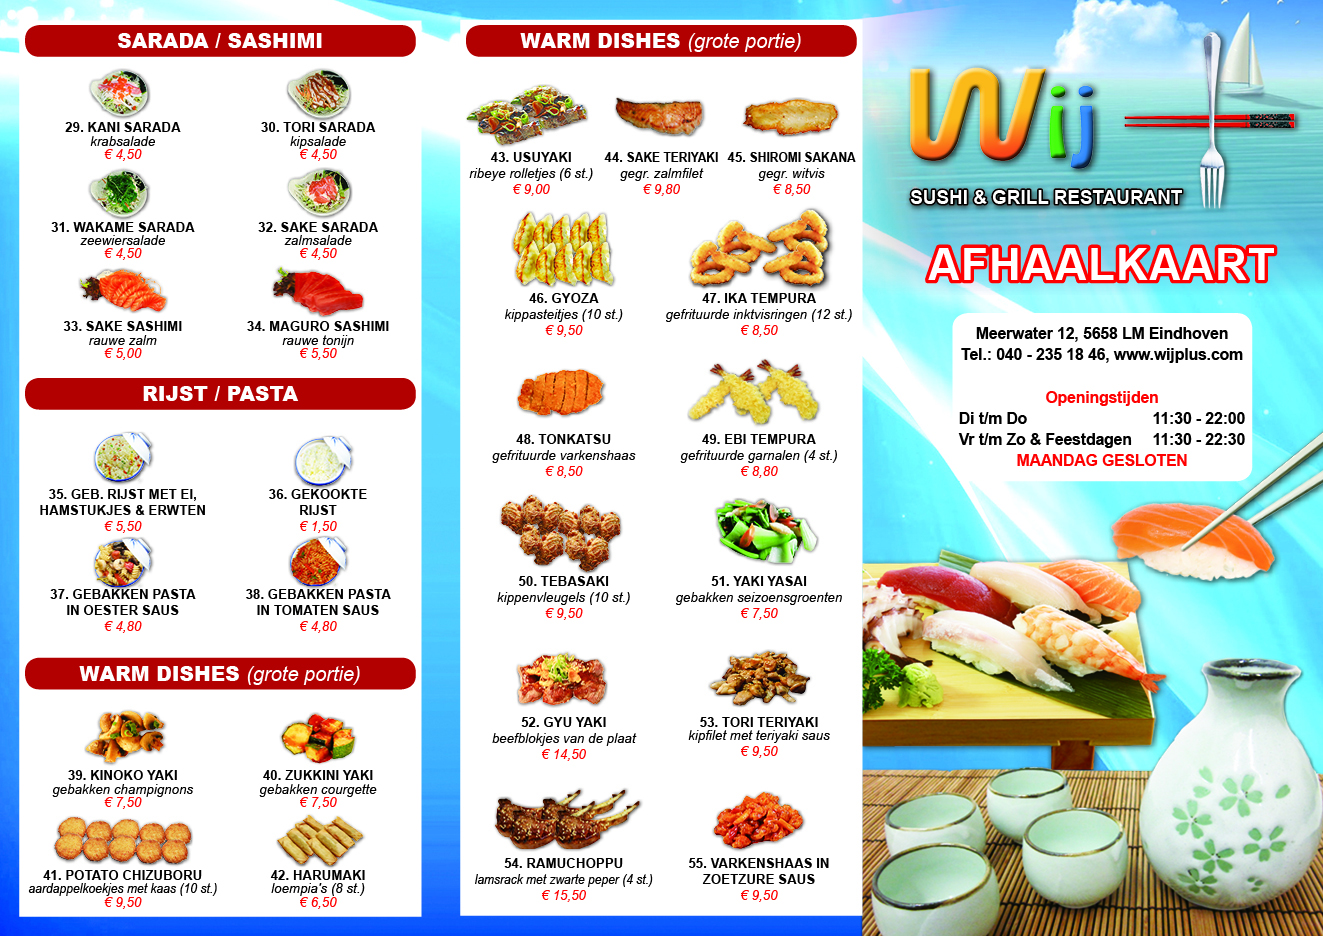 SARADA / SASHIMI
29. KANI SARADA
krabsalade
€ 4,50
30. TORI SARADA
kipsalade
€ 4,50
31. WAKAME SARADA
zeewiersalade
€ 4,50
32. SAKE SARADA
zalmsalade
€ 4,50
33. SAKE SASHIMI
rauwe zalm
€ 5,00
34. MAGURO SASHIMI
rauwe tonijn
€ 5,50
RIJST / PASTA
35. GEB. RIJST MET EI,
HAMSTUKJES & ERWTEN
€ 5,50
36. GEKOOKTE
RIJST
€ 1,50
37. GEBAKKEN PASTA
IN OESTER SAUS
€ 4,80
38. GEBAKKEN PASTA
IN TOMATEN SAUS
€ 4,80
WARM DISHES (grote portie)
39. KINOKO YAKI
gebakken champignons
€ 7,50
40. ZUKKINI YAKI
gebakken courgette
€ 7,50
41. POTATO CHIZUBORU
aardappelkoekjes met kaas (10 st.)
€ 9,50
42. HARUMAKI
loempia's (8 st.)
€ 6,50
WARM DISHES (grote portie)
43. USUYAKI
ribeye rolletjes (6 st.)
€ 9,00
44. SAKE TERIYAKI
gegr. zalmfilet
€ 9,80
45. SHIROMI SAKANA
gegr. witvis
€ 8,50
46. GYOZA
kippasteitjes (10 st.)
€ 9,50
47. IKA TEMPURA
gefrituurde inktvisringen (12 st.)
€ 8,50
48. TONKATSU
gefrituurde varkenshaas
€ 8,50
49. EBI TEMPURA
gefrituurde garnalen (4 st.)
€ 8,80
50. TEBASAKI
kippenvleugels (10 st.)
€ 9,50
51. YAKI YASAI
gebakken seizoensgroenten
€ 7,50
52. GYU YAKI
beefblokjes van de plaat
€ 14,50
53. TORI TERIYAKI
kipfilet met teriyaki saus
€ 9,50
54. RAMUCHOPPU
lamsrack met zwarte peper (4 st.)
€ 15,50
55. VARKENSHAAS IN
ZOETZURE SAUS
€ 9,50
Wij
SUSHI & GRILL RESTAURANT
AFHAALKAART
Meerwater 12, 5658 LM Eindhoven
Tel.: 040 - 235 18 46, www.wijplus.com
Openingstijden
Di t/m Do 11:30 - 22:00
Vr t/m Zo & Feestdagen 11:30 - 22:30
MAANDAG GESLOTEN